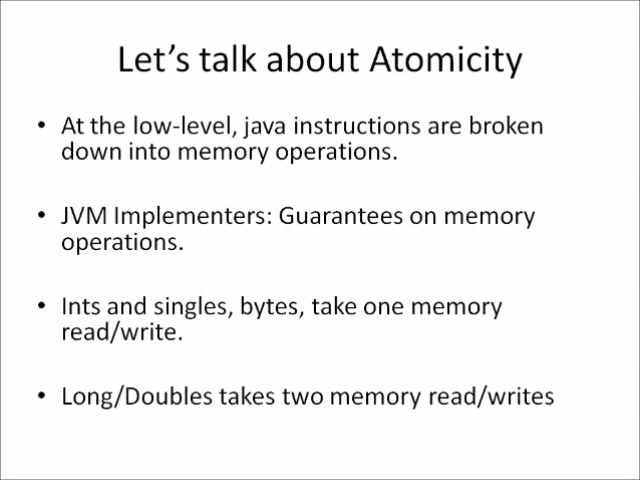 Let's talk about Atomicity
• At the low-level, java instructions are broken
down into memory operations.
• JVM Implementers: Guarantees on memory
operations.
• Ints and singles, bytes, take one memory
read/write.
• Long/Doubles takes two memory read/writes